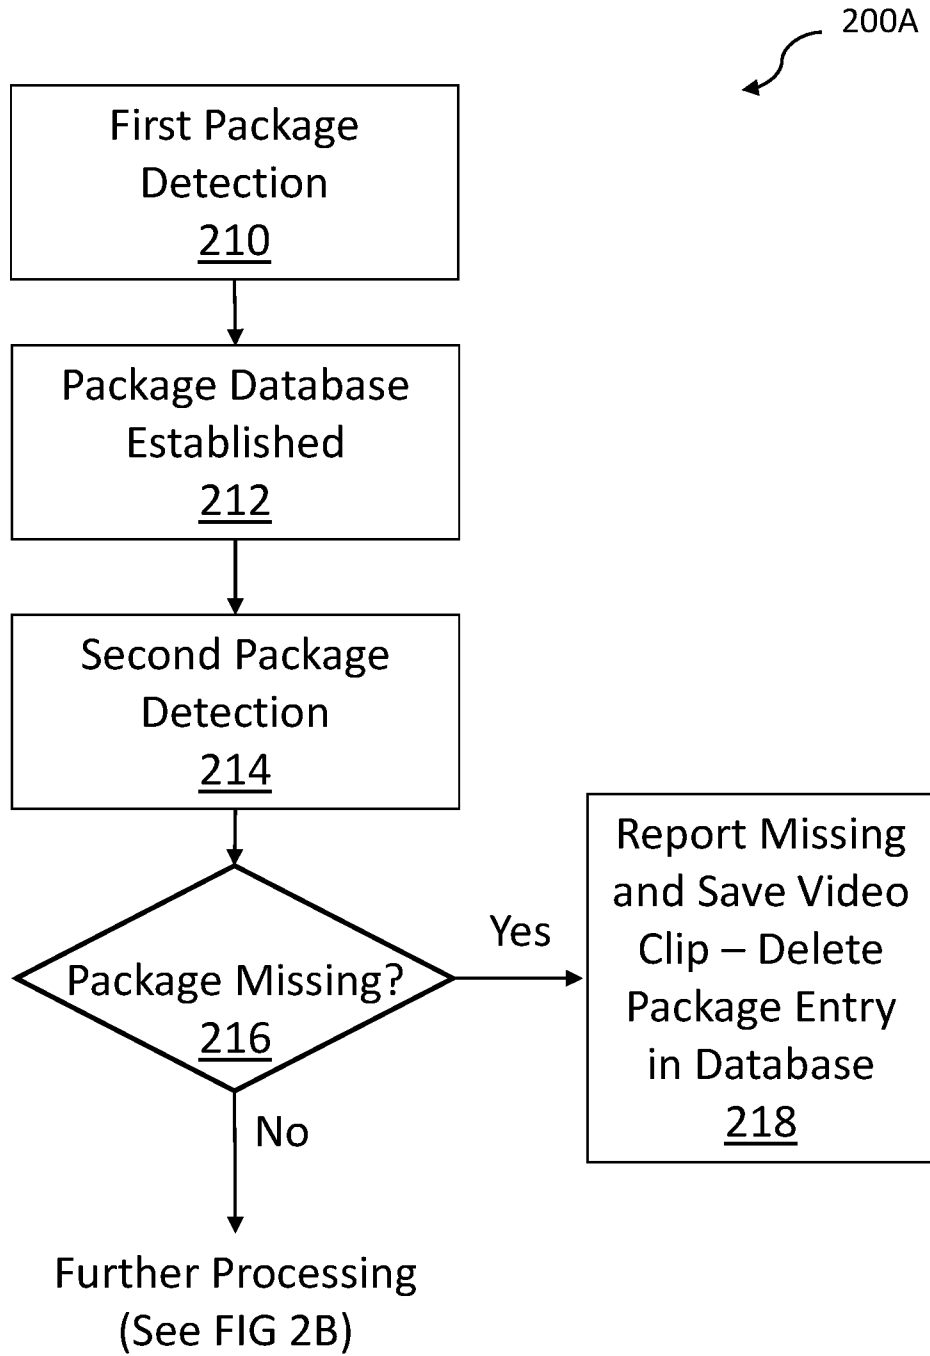 200A
First Package
Detection
210
Package Database
Established
212
Second Package
Detection
214
Package Missing?
216
Yes
Report Missing
and Save Video
Clip – Delete
Package Entry
in Database
218
No
Further Processing
(See FIG 2B)